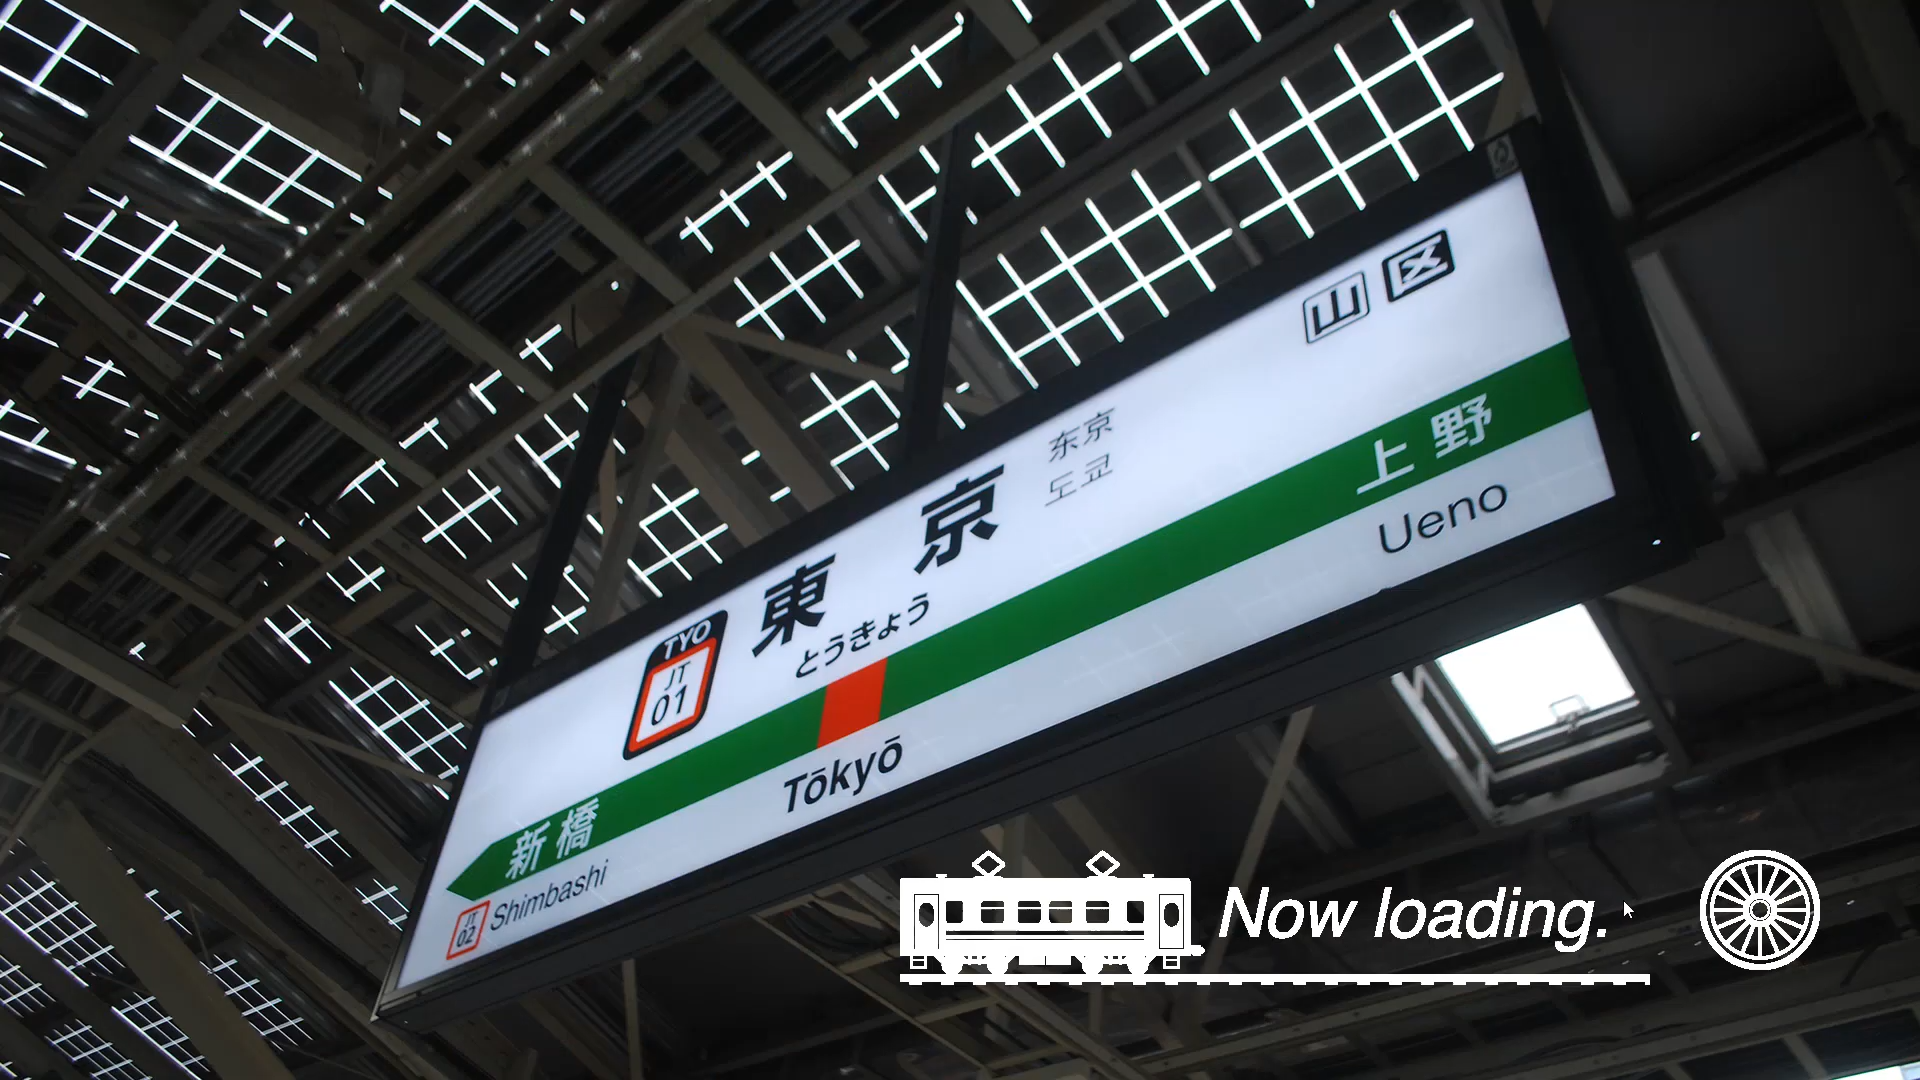 山 区
东京
도쿄
東京
TYO
JT
01
とうきょう
上野
Ueno
Tōkyō
新橋
JT
02
Shimbashi
Now loading.